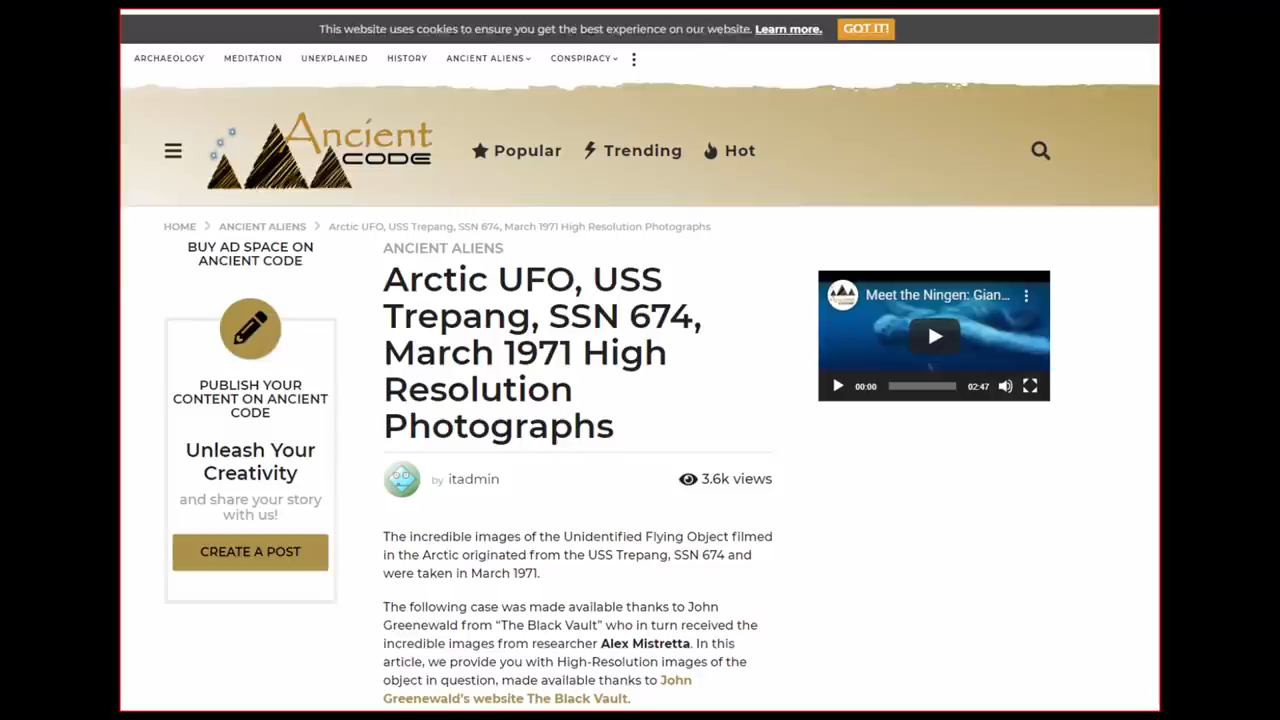 This website uses cookies to ensure you get the best experience on our website. Learn more. GOT IT!
ARCHAEOLOGY MEDITATION UNEXPLAINED HISTORY ANCIENT ALIENS CONSPIRACY
Ancient
CODE
Popular Trending Hot
HOME ANCIENT ALIENS Arctic UFO, USS Trepang, SSN 674, March 1971 High Resolution Photographs
BUY AD SPACE ON
ANCIENT CODE
PUBLISH YOUR
CONTENT ON ANCIENT
CODE
Unleash Your
Creativity
and share your story
with us!
CREATE A POST
ANCIENT ALIENS
Arctic UFO, USS
Trepang, SSN 674,
March 1971 High
Resolution
Photographs
by itadmin
3.6k views
The incredible images of the Unidentified Flying Object filmed
in the Arctic originated from the USS Trepang, SSN 674 and
were taken in March 1971.
The following case was made available thanks to John
Greenewald from “The Black Vault” who in turn received the
incredible images from researcher Alex Mistretta. In this
article, we provide you with High-Resolution images of the
object in question, made available thanks to John
Greenewald's website The Black Vault.
Meet the Ningen: Gian...
00:00 02:47